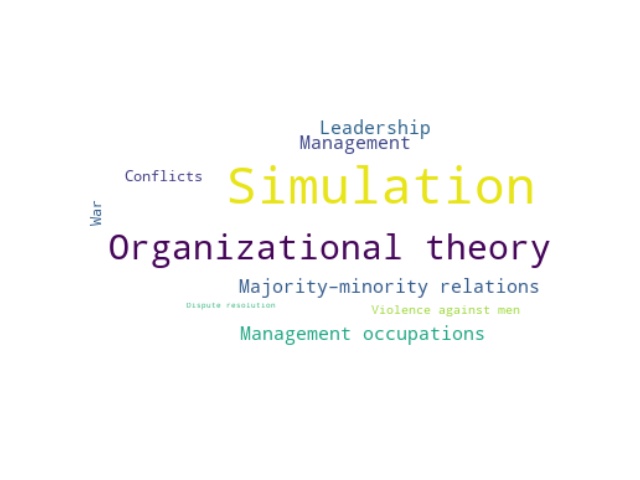 Leadership
Management
Conflicts
Simulation
War
Organizational theory
Majority–minority relations
Dispute resolution
Violence against men
Management occupations